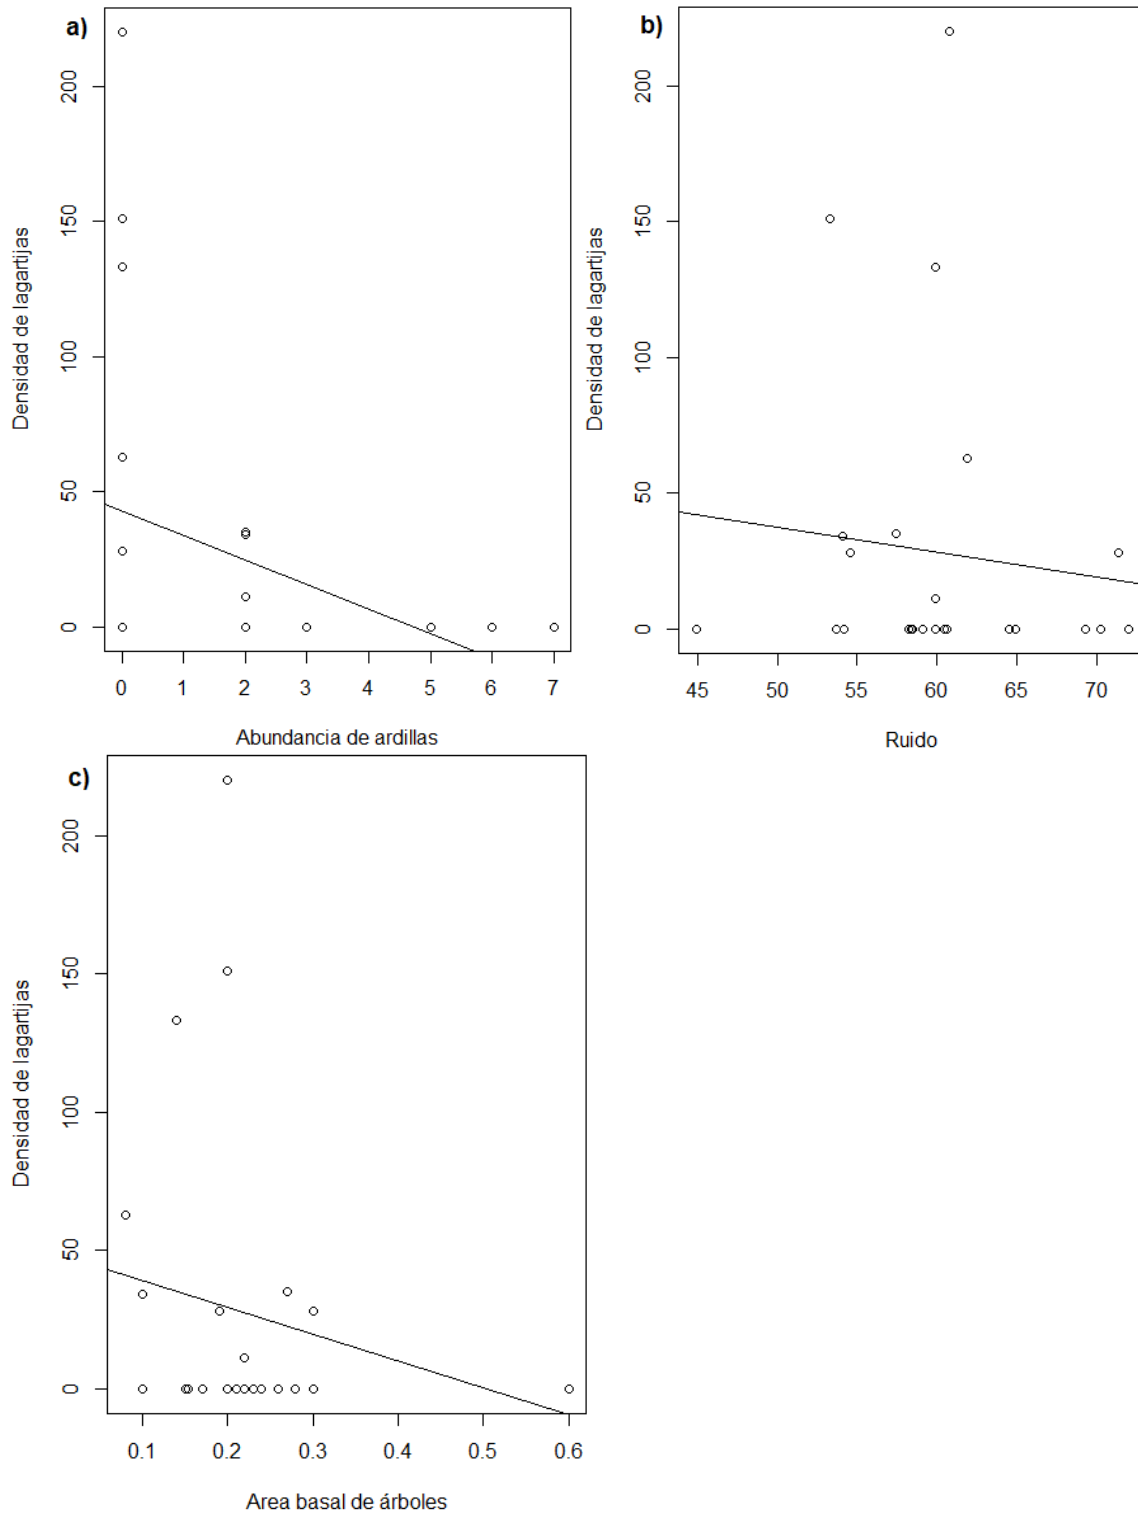 a)
200
150
100
50
0
Densidad de lagartijas
0 1 2 3 4 5 6 7
Abundancia de ardillas
b)
200
150
100
50
0
Densidad de lagartijas
45 50 55 60 65 70
Ruido
c)
200
150
100
50
0
Densidad de lagartijas
0.1 0.2 0.3 0.4 0.5 0.6
Area basal de árboles